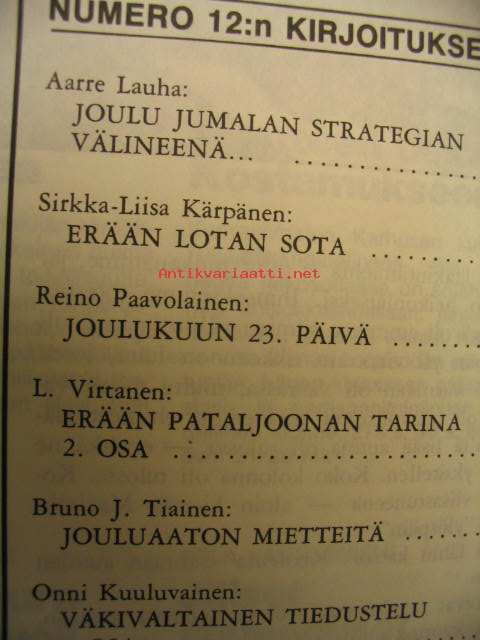 NUMERO 12:n KIRJOITUKSE
Aarre Lauha:
JOULU JUMALAN STRATEGIAN
VÄLINEENÄ... ..................
Sirkka-Liisa Kärpänen:
ERÄÄN LOTAN SOTA ........
Antikvariaatti.net
Reino Paavolainen:
JOULUKUUN 23. PÄIVÄ ......
L. Virtanen:
ERÄÄN PATALJOONAN TARINA
2. OSA ........................
Bruno J. Tiainen:
JOULUAATON MIETTEITÄ .....
Onni Kuuluvainen:
VÄKIVALTAINEN TIEDUSTELU